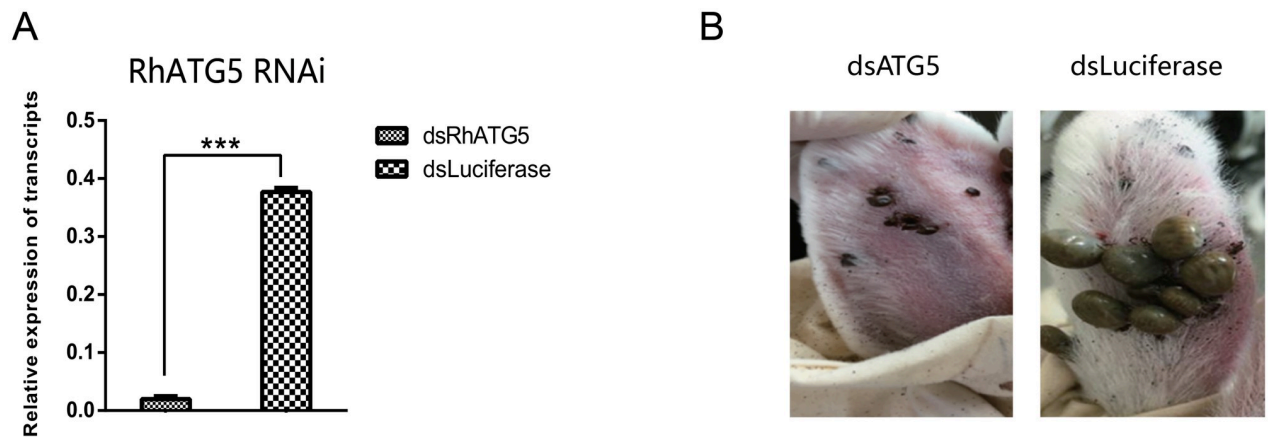 A
RhATG5 RNAi
Relative expression of transcripts
0.5
0.4
0.3
0.2
0.1
0.0
***
dsRhATG5
dsLuciferase
B
dsATG5
dsLuciferase